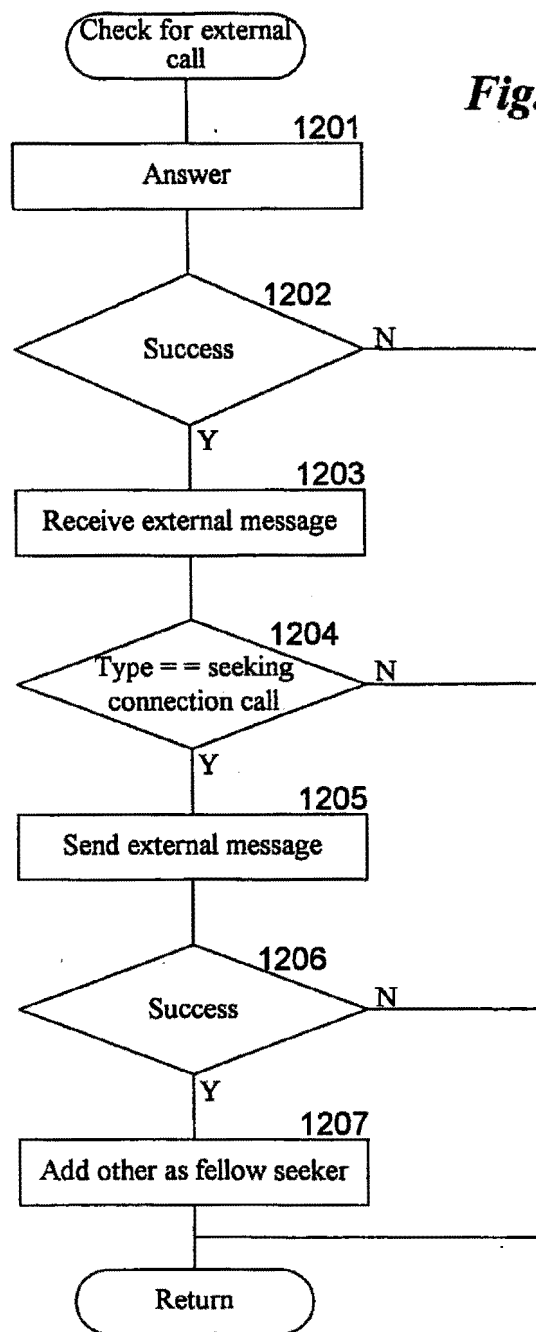 Check for external
call
Fig.
1201
Answer
1202
Success
N
Y
1203
Receive external message
1204
Type = = seeking
connection call
N
Y
1205
Send external message
1206
Success
N
Y
1207
Add other as fellow seeker
Return